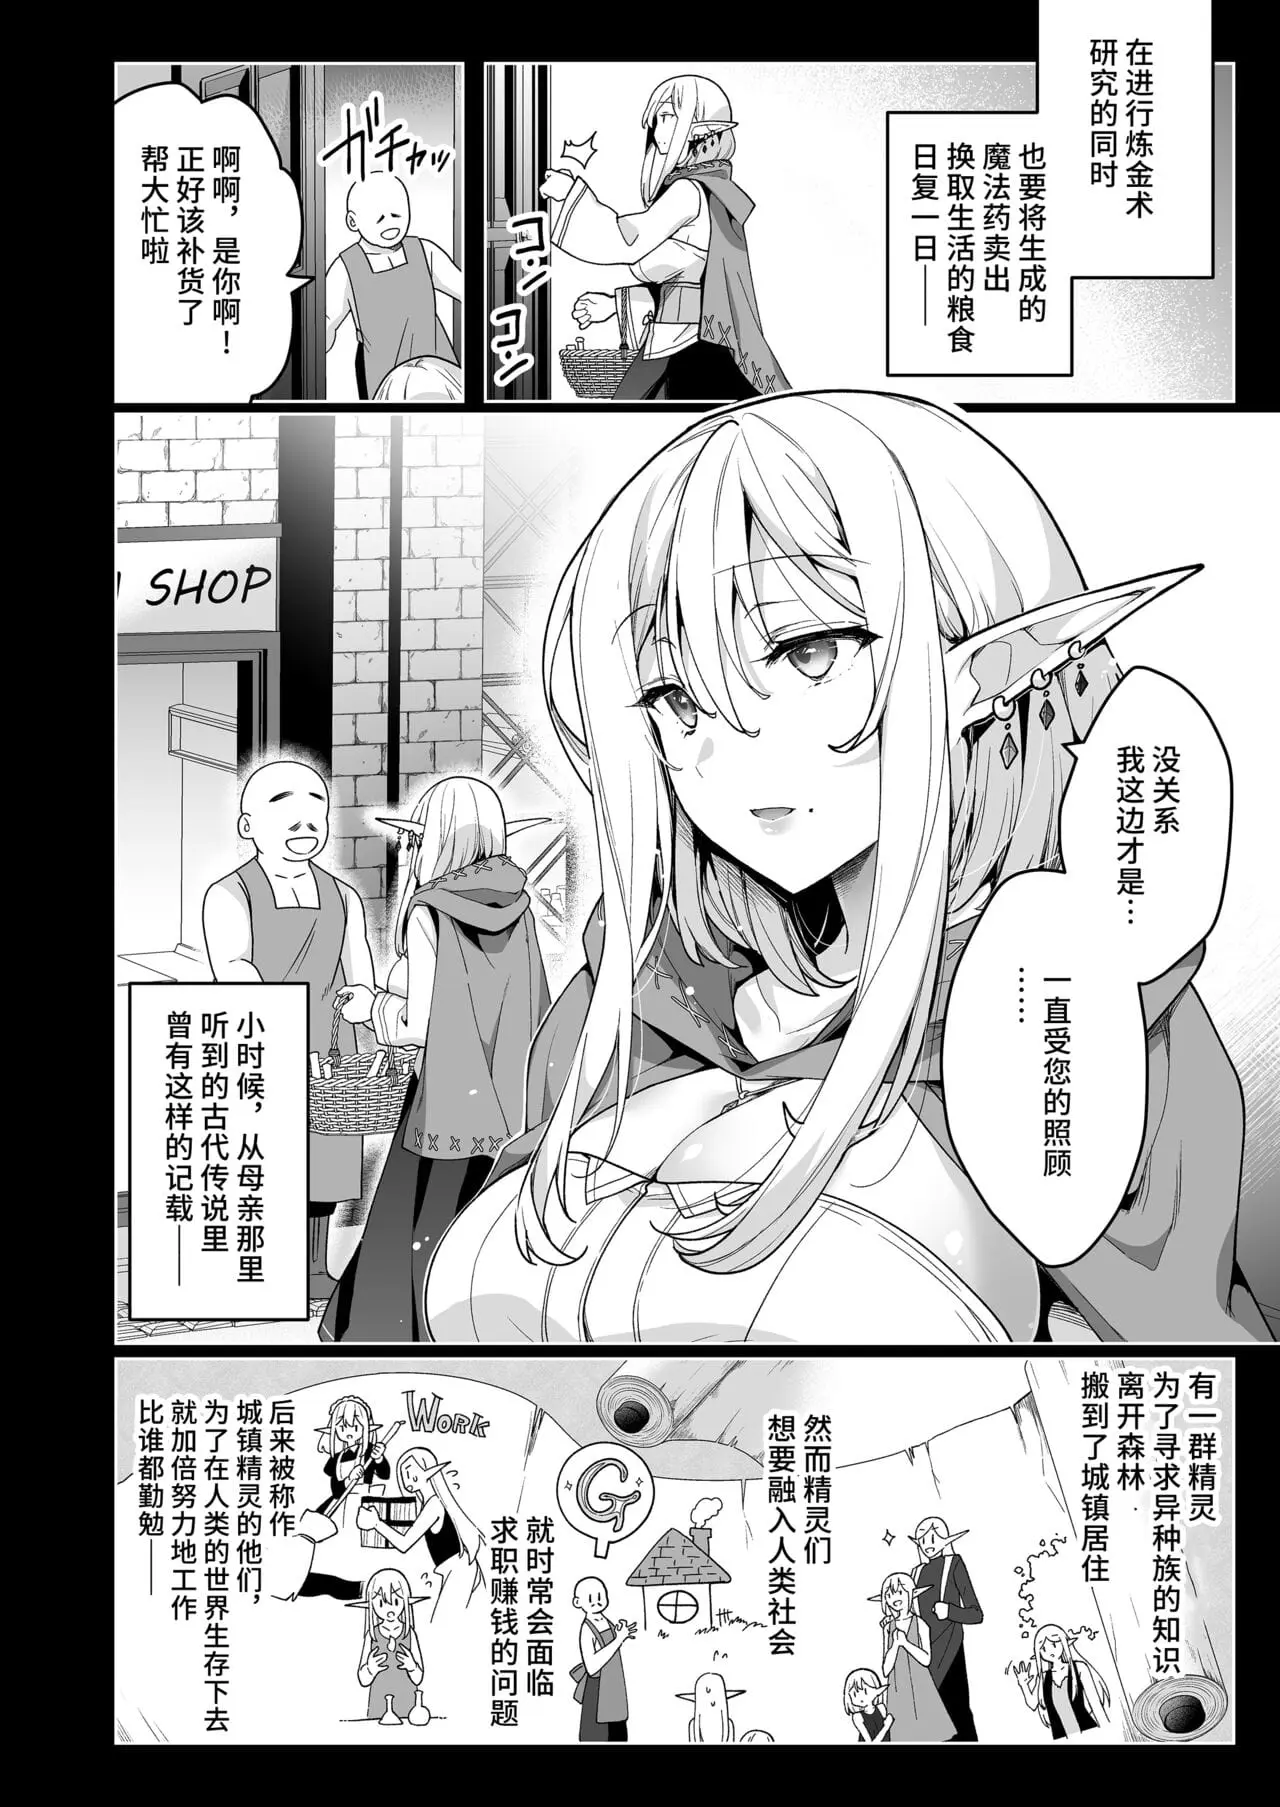 在进行炼金术
研究的同时
也要将生成的
魔法药卖出
换取生活的粮食
日复一日——
コンコン
ガチャッ
啊啊，是你啊！
正好该补货了
帮大忙啦
SHOP
没关系
我这边才是…
一直受您的照顾
……
小时候，从母亲那里
听到的古代传说里
曾有这样的记载——
有一群精灵
为了寻求异种族的知识
离开森林
搬到了城镇居住
然而精灵们
想要融入人类社会
G
就时常会面临
求职赚钱的问题
WORK
后来被称作
城镇精灵的他们，
为了在人类的世界生存下去
就加倍努力地工作
比谁都勤勉——